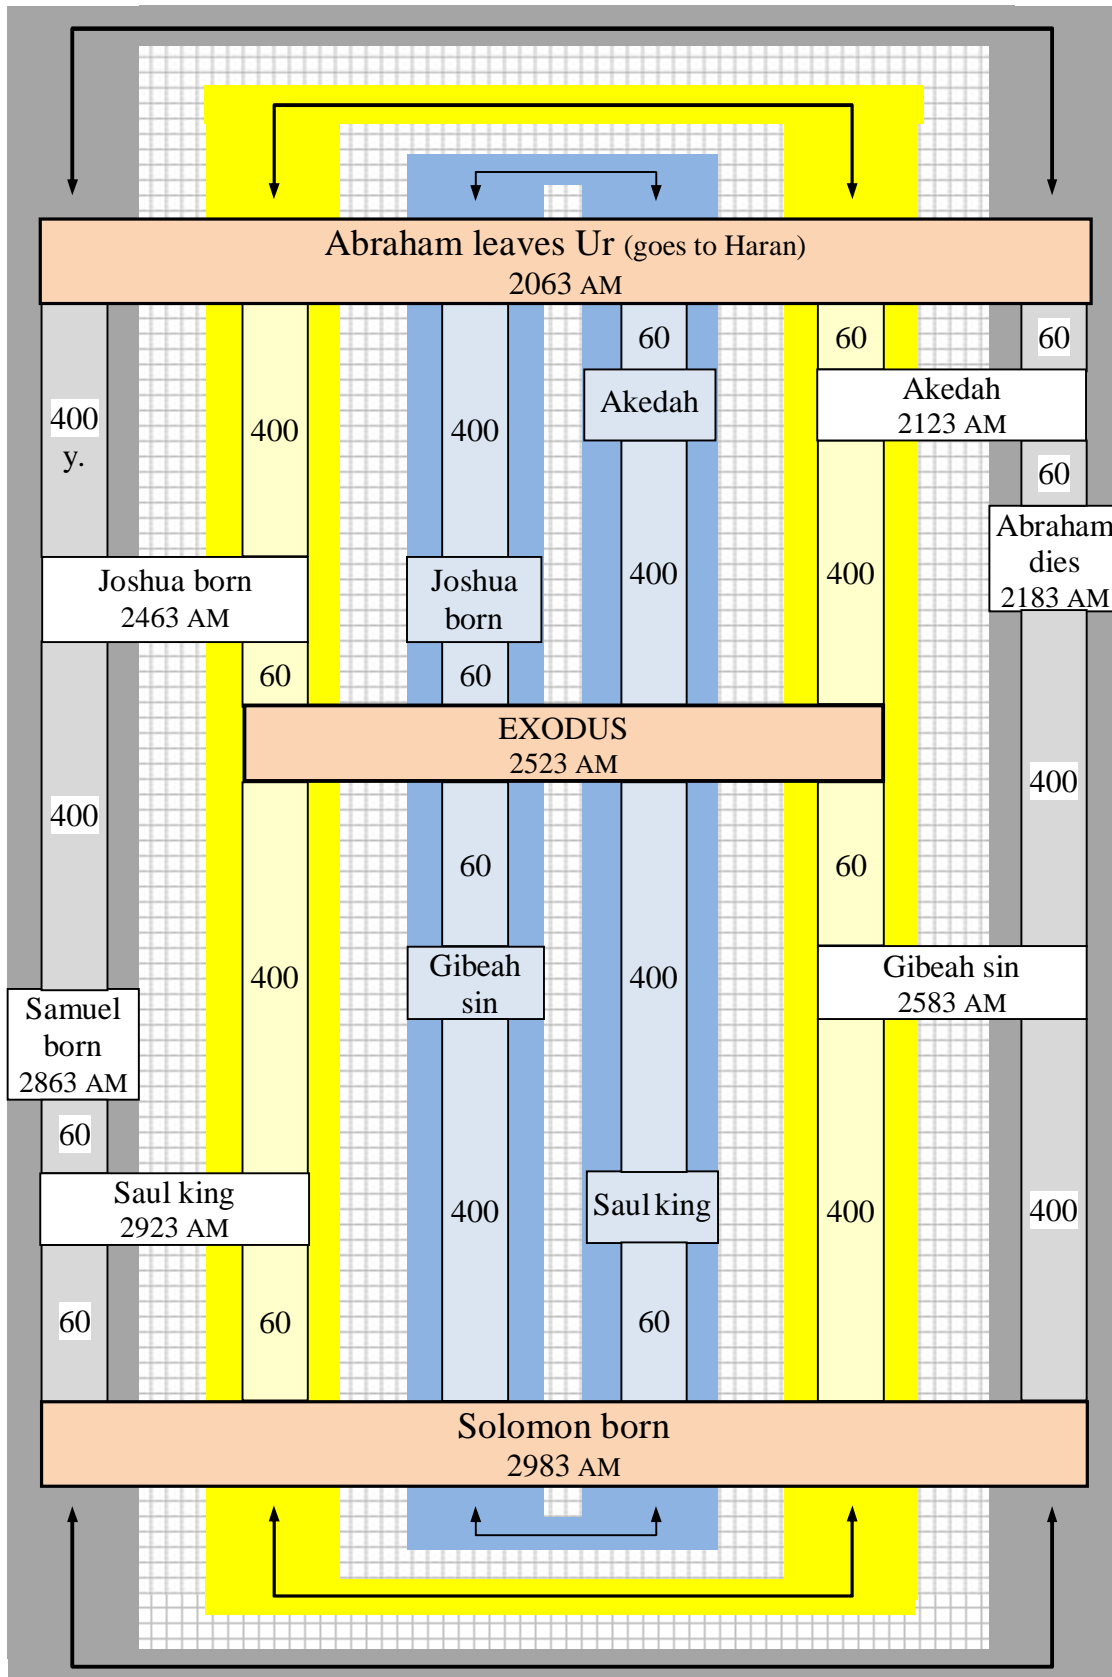 Abraham leaves Ur (goes to Haran)
2063 AM
60
60
60
Akedah
Akedah
2123 AM
400
y.
400
400
60
Abraham
dies
2183 AM
Joshua born
2463 AM
Joshua
born
400
400
60
60
EXODUS
2523 AM
400
400
60
60
Gibeah
sin
400
400
Gibeah sin
2583 AM
Samuel
born
2863 AM
60
Saul king
2923 AM
400
Saul king
400
400
60
60
60
Solomon born
2983 AM